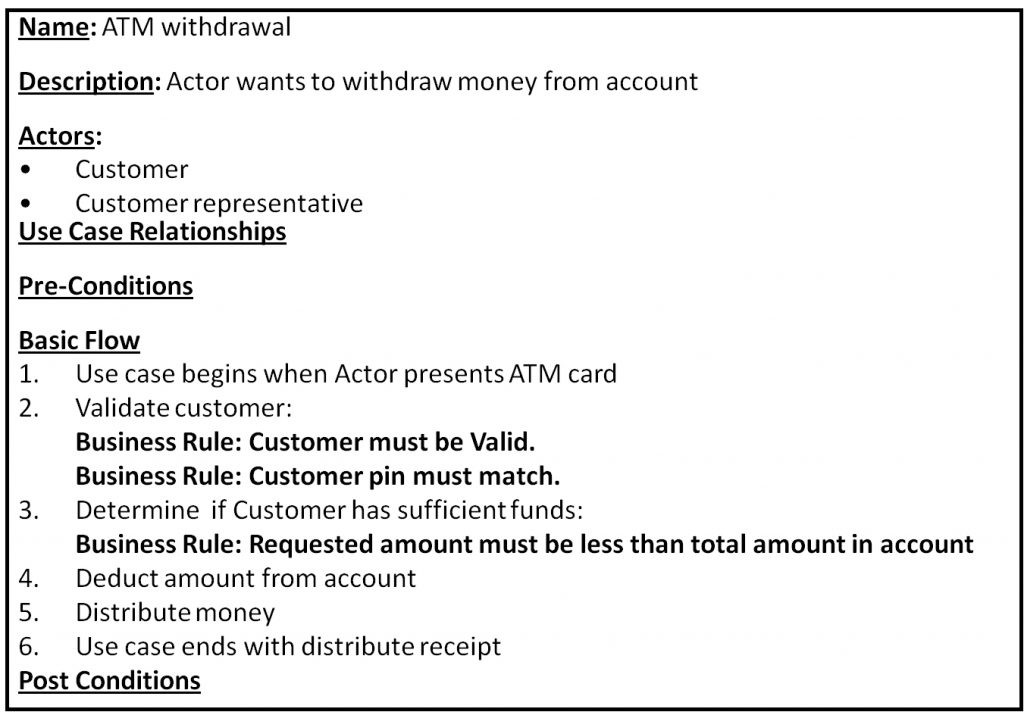 Name: ATM withdrawal
Description: Actor wants to withdraw money from account
Actors:
• Customer
• Customer representative
Use Case Relationships
Pre-Conditions
Basic Flow
1. Use case begins when Actor presents ATM card
2. Validate customer:
Business Rule: Customer must be Valid.
Business Rule: Customer pin must match.
3. Determine if Customer has sufficient funds:
Business Rule: Requested amount must be less than total amount in account
4. Deduct amount from account
5. Distribute money
6. Use case ends with distribute receipt
Post Conditions